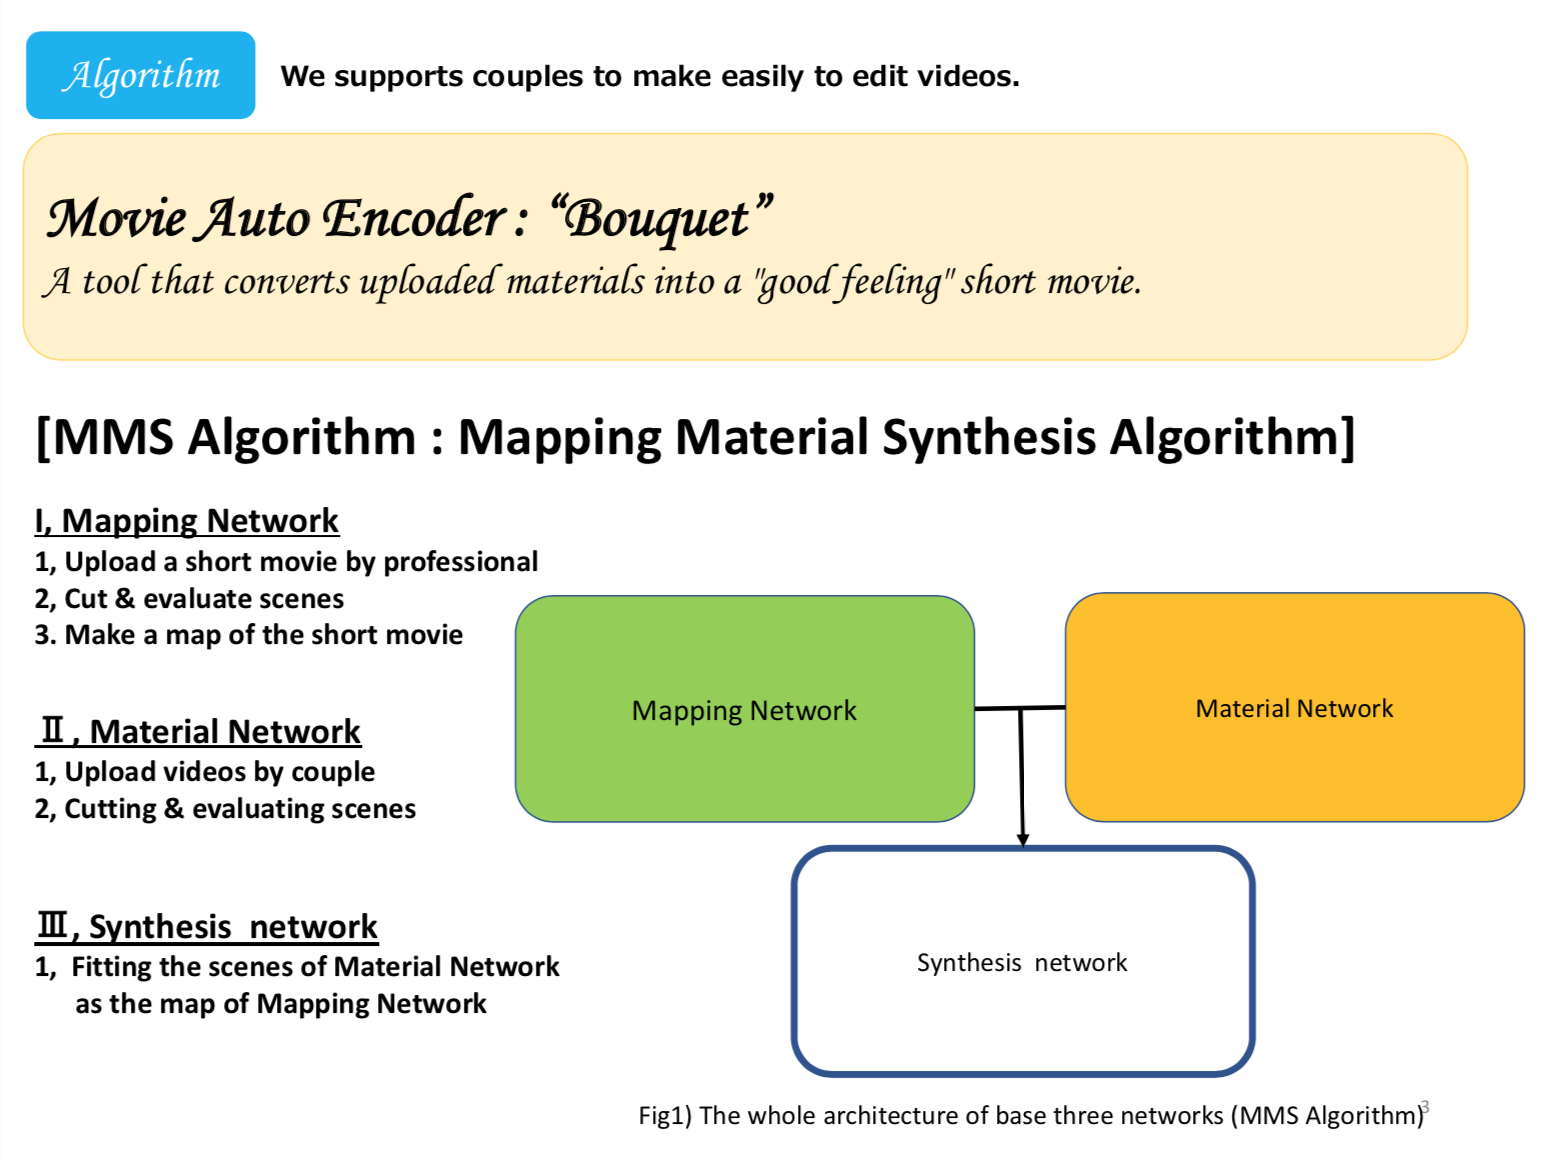 Algorithm
We supports couples to make easily to edit videos.
Movie Auto Encoder : “Bouquet”
A tool that converts uploaded materials into a "good feeling" short movie.
[MMS Algorithm : Mapping Material Synthesis Algorithm]
I, Mapping Network
1, Upload a short movie by professional
2, Cut & evaluate scenes
3. Make a map of the short movie
Ⅱ, Material Network
1, Upload videos by couple
2, Cutting & evaluating scenes
Ⅲ, Synthesis network
1, Fitting the scenes of Material Network
as the map of Mapping Network
Mapping Network
Material Network
Synthesis network
Fig1) The whole architecture of base three networks (MMS Algorithm)
3